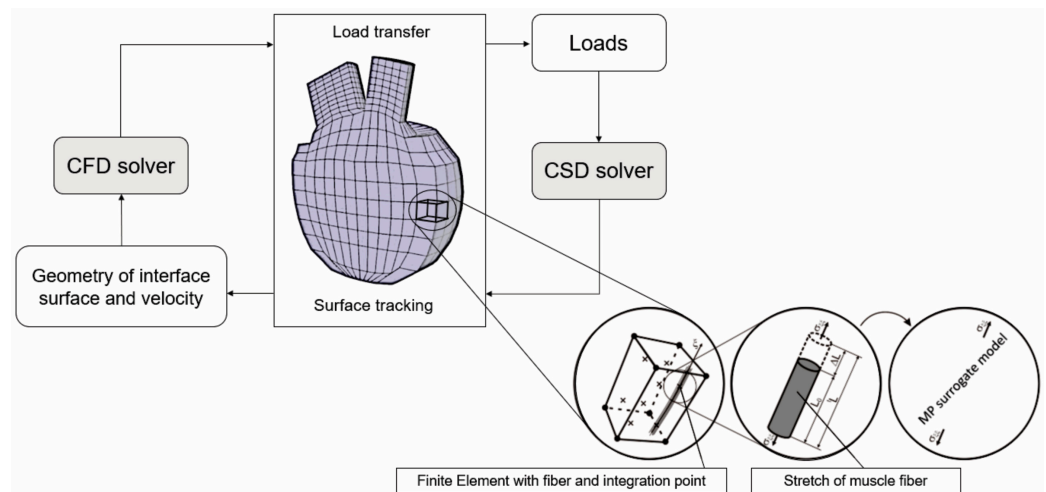 Load transfer
Loads
CFD solver
CSD solver
Geometry of interface
surface and velocity
Surface tracking
ξ
ΔL
L₀
L
MP surrogate model
Finite Element with fiber and integration point
Stretch of muscle fiber